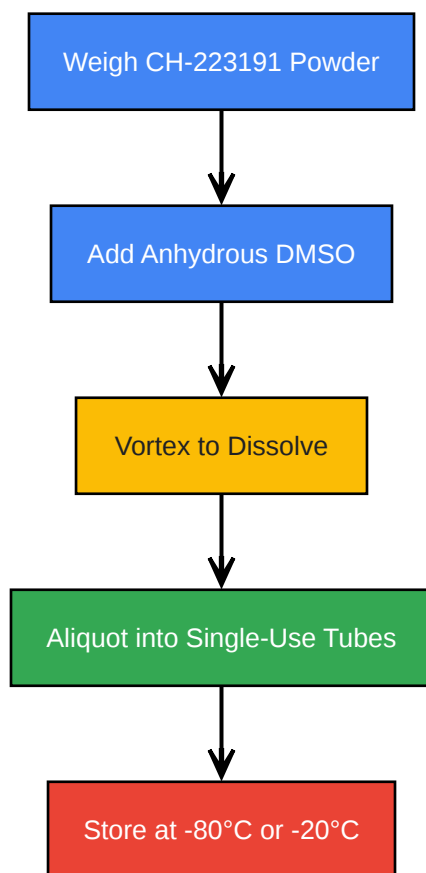 Weigh CH-223191 Powder
Add Anhydrous DMSO
Vortex to Dissolve
Aliquot into Single-Use Tubes
Store at -80°C or -20°C